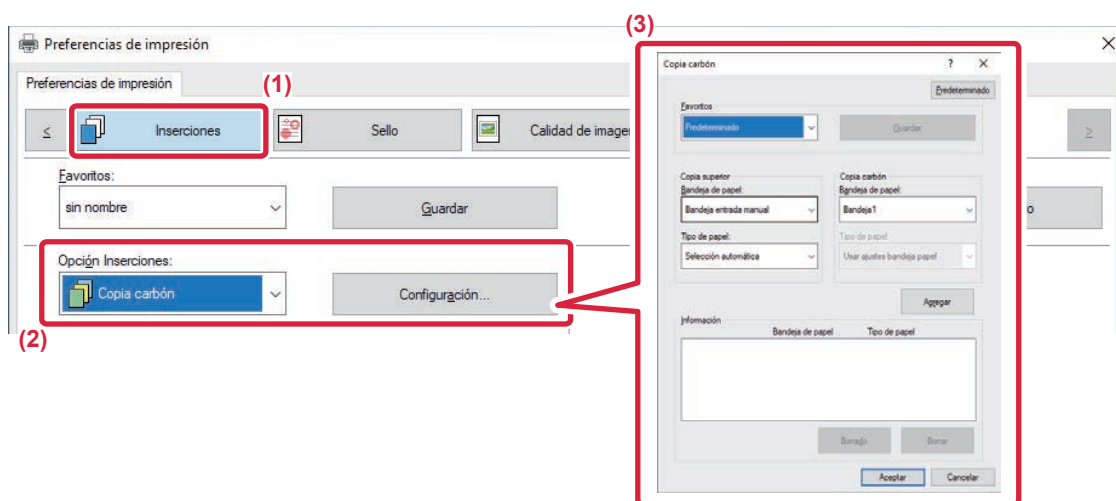 (3)
Preferencias de impresión
Preferencias de impresión
(1)
Inserciones
Sello
Calidad de imagen
Favoritos:
sin nombre
Guardar
o
Opción Inserciones:
Copia carbón
Configuración...
(2)
Copia carbón
Predeterminado
Favoritos
Predeterminado
Guardar
Copia superior
Bandeja de papel:
Bandeja entrada manual
Tipo de papel:
Selección automática
Copia carbón
Bandeja de papel:
Bandeja1
Tipo de papel:
Usar ajustes bandeja papel
Agregar
Información
Bandeja de papel Tipo de papel
Borrado Borrar
Aceptar Cancelar